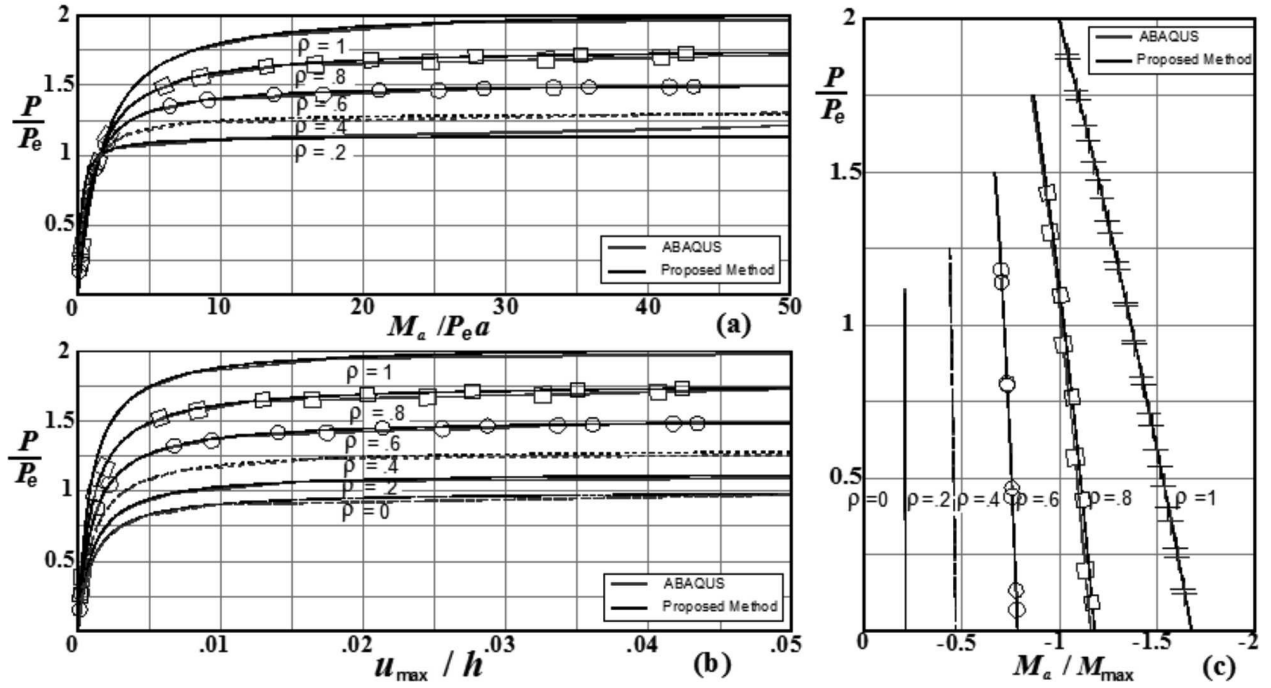 2
1.5
P
Pe
1
0.5
ρ = 1
ρ = .8
ρ = .6
ρ = .4
ρ = .2
ABAQUS
Proposed Method
0 10 20 30 40 50
Ma /Pe a
(a)
2
1.5
P
Pe
1
0.5
ρ = 1
ρ = .8
ρ = .6
ρ = .4
ρ = .2
ρ = 0
ABAQUS
Proposed Method
0 .01 .02 .03 .04 .05
umax / h
(b)
2
P
Pe
1.5
1
0.5
ABAQUS
Proposed Method
ρ=0 ρ=.2 ρ=.4 ρ=.6 ρ=.8 ρ=1
0 -0.5 -1 -1.5 -2
Ma / Mmax
(c)